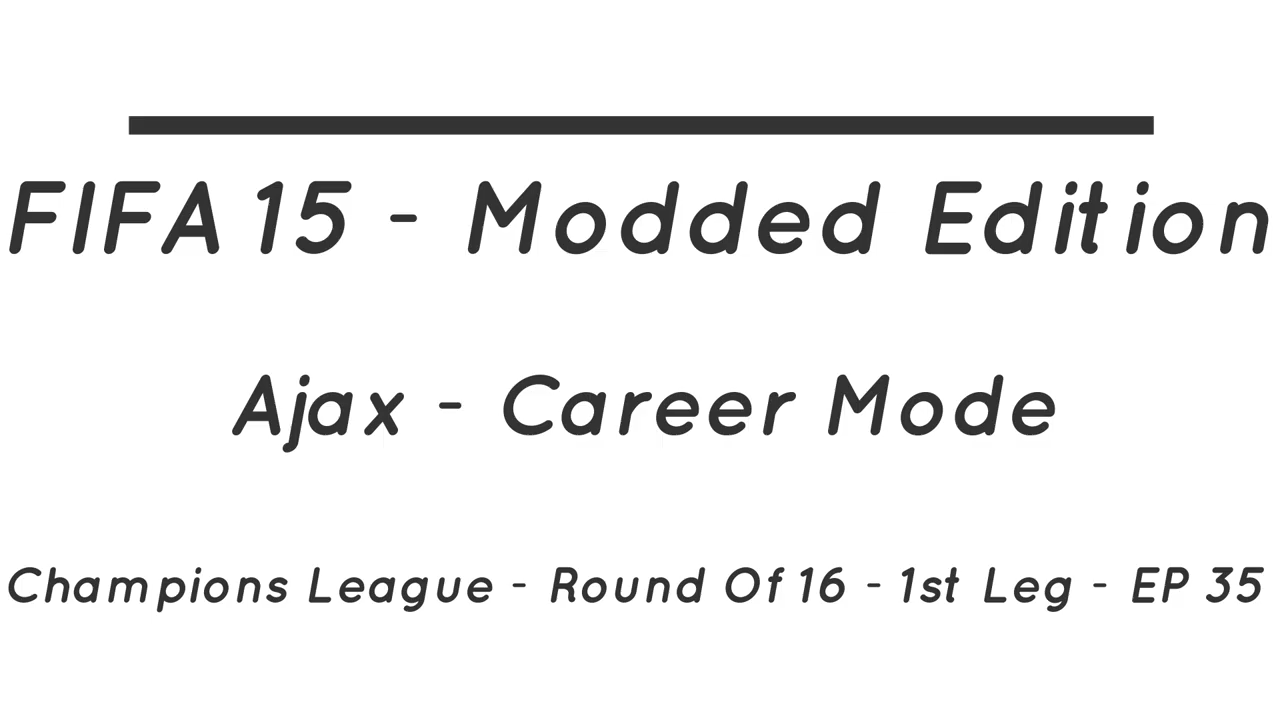 FIFA 15 - Modded Edition
Ajax - Career Mode
Champions League - Round Of 16 - 1st Leg - EP 35